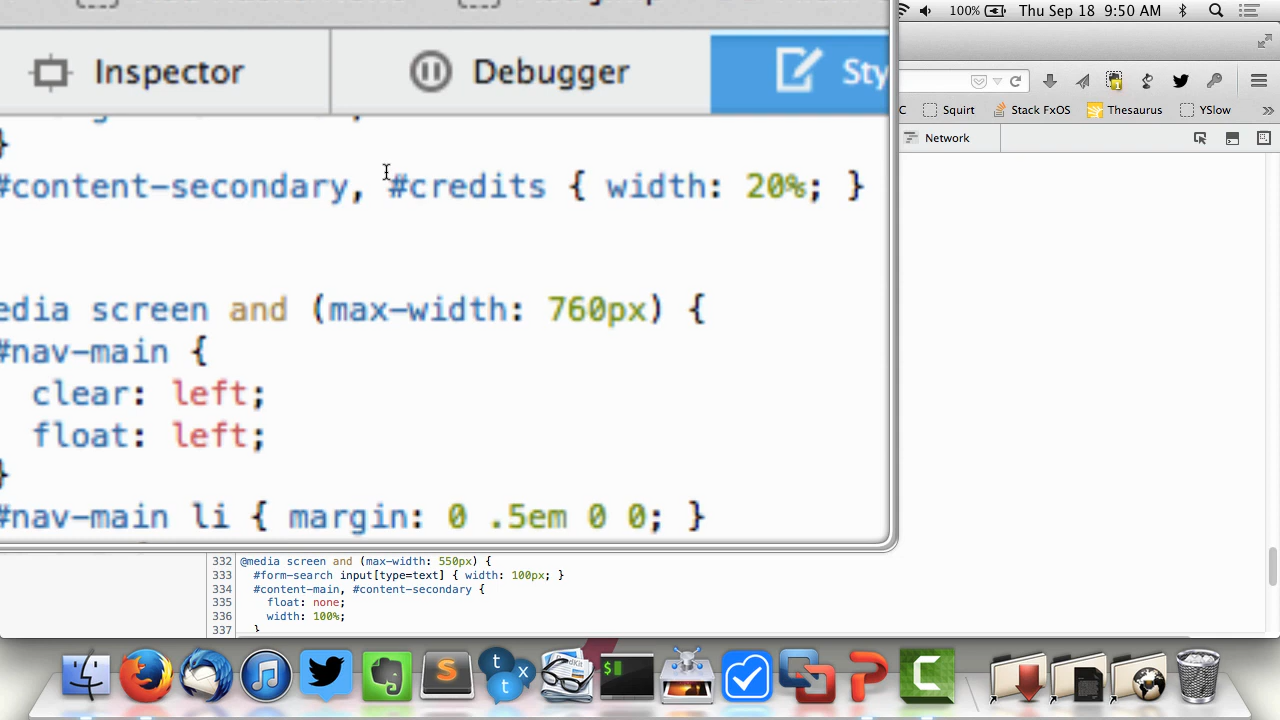 100% Thu Sep 18 9:50 AM
Inspector Debugger Sty
C Squirt Stack FxOS Thesaurus YSlow
Network
}
#content-secondary, #credits { width: 20%; }
edia screen and (max-width: 760px) {
#nav-main {
clear: left;
float: left;
}
#nav-main li { margin: 0 .5em 0 0; }
332 @media screen and (max-width: 550px) {
333 #form-search input[type=text] { width: 100px; }
334 #content-main, #content-secondary {
335 float: none;
336 width: 100%;
337 }